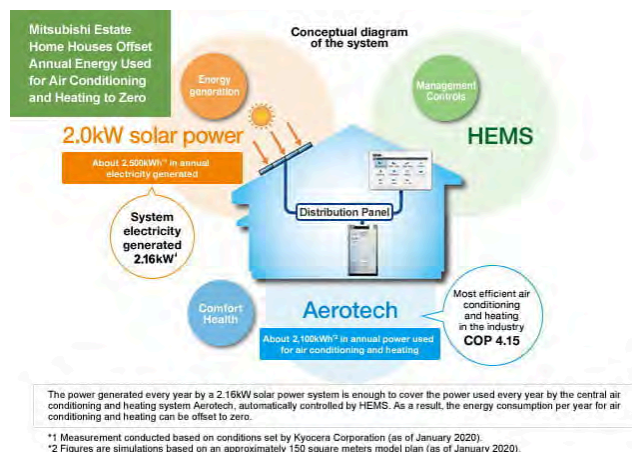 Mitsubishi Estate
Home Houses Offset
Annual Energy Used
for Air Conditioning
and Heating to Zero
Conceptual diagram
of the system
Energy
generation
Management
Controls
2.0kW solar power
HEMS
About 2,500kWh*1 in annual
electricity generated
Distribution Panel
System
electricity
generated
2.16kW
Comfort
Health
Aerotech
About 2,100kWh*2 in annual power used
for air conditioning and heating
Most efficient air
conditioning
and heating
in the industry
COP 4.15
The power generated every year by a 2.16kW solar power system is enough to cover the power used every year by the central air
conditioning and heating system Aerotech, automatically controlled by HEMS. As a result, the energy consumption per year for air
conditioning and heating can be offset to zero.
*1 Measurement conducted based on conditions set by Kyocera Corporation (as of January 2020).
*2 Figures are simulations based on an approximately 150 square meters model plan (as of January 2020).